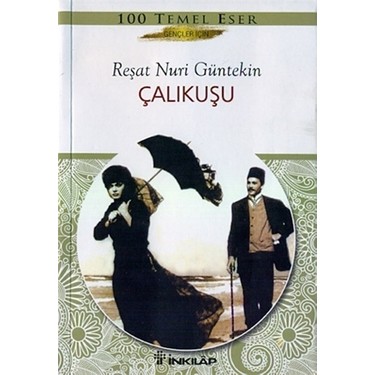 100 TEMEL ESER
GENÇLER İÇİN
Reşat Nuri Güntekin
ÇALIKUŞU
İNKILÂP